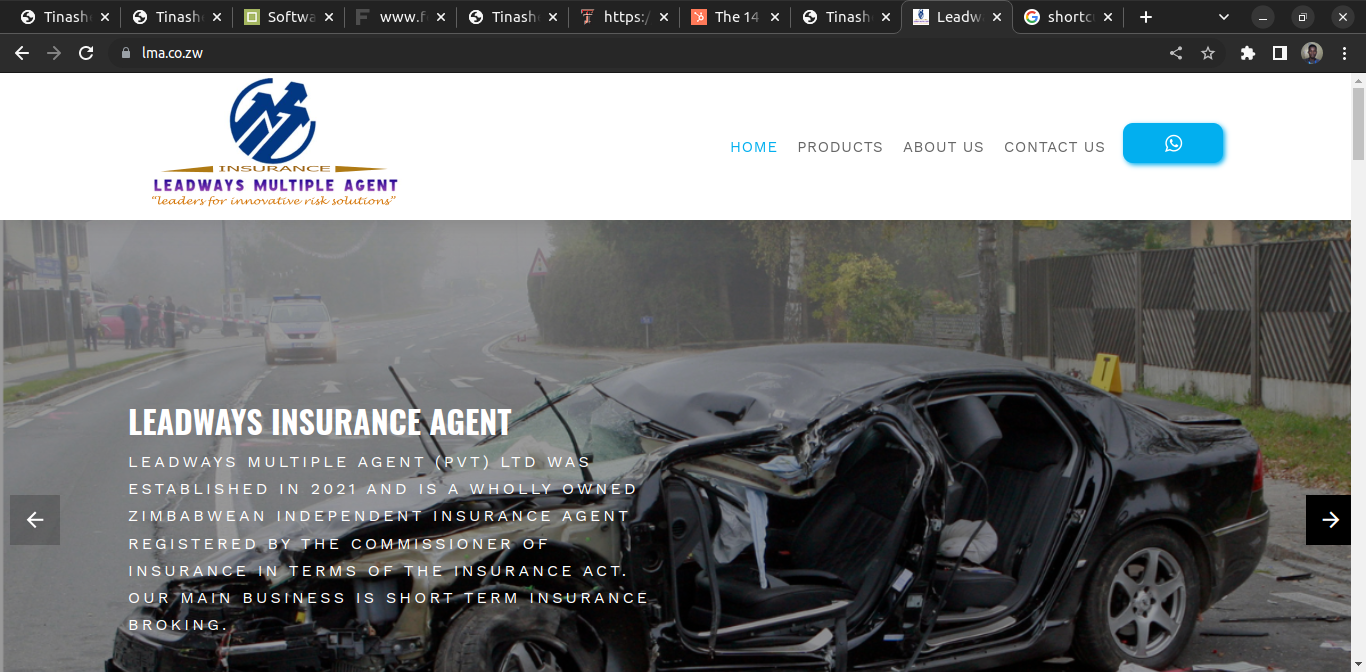 Tinash
Tinash
Softwa
www.f
Tinash
https:/
The 14
Tinash
Leadw
shortc
lma.co.zw
INSURANCE
LEADWAYS MULTIPLE AGENT
“leaders for innovative risk solutions”
HOME PRODUCTS ABOUT US CONTACT US
LEADWAYS INSURANCE AGENT
LEADWAYS MULTIPLE AGENT (PVT) LTD WAS
ESTABLISHED IN 2021 AND IS A WHOLLY OWNED
ZIMBABWEAN INDEPENDENT INSURANCE AGENT
REGISTERED BY THE COMMISSIONER OF
INSURANCE IN TERMS OF THE INSURANCE ACT.
OUR MAIN BUSINESS IS SHORT TERM INSURANCE
BROKING.